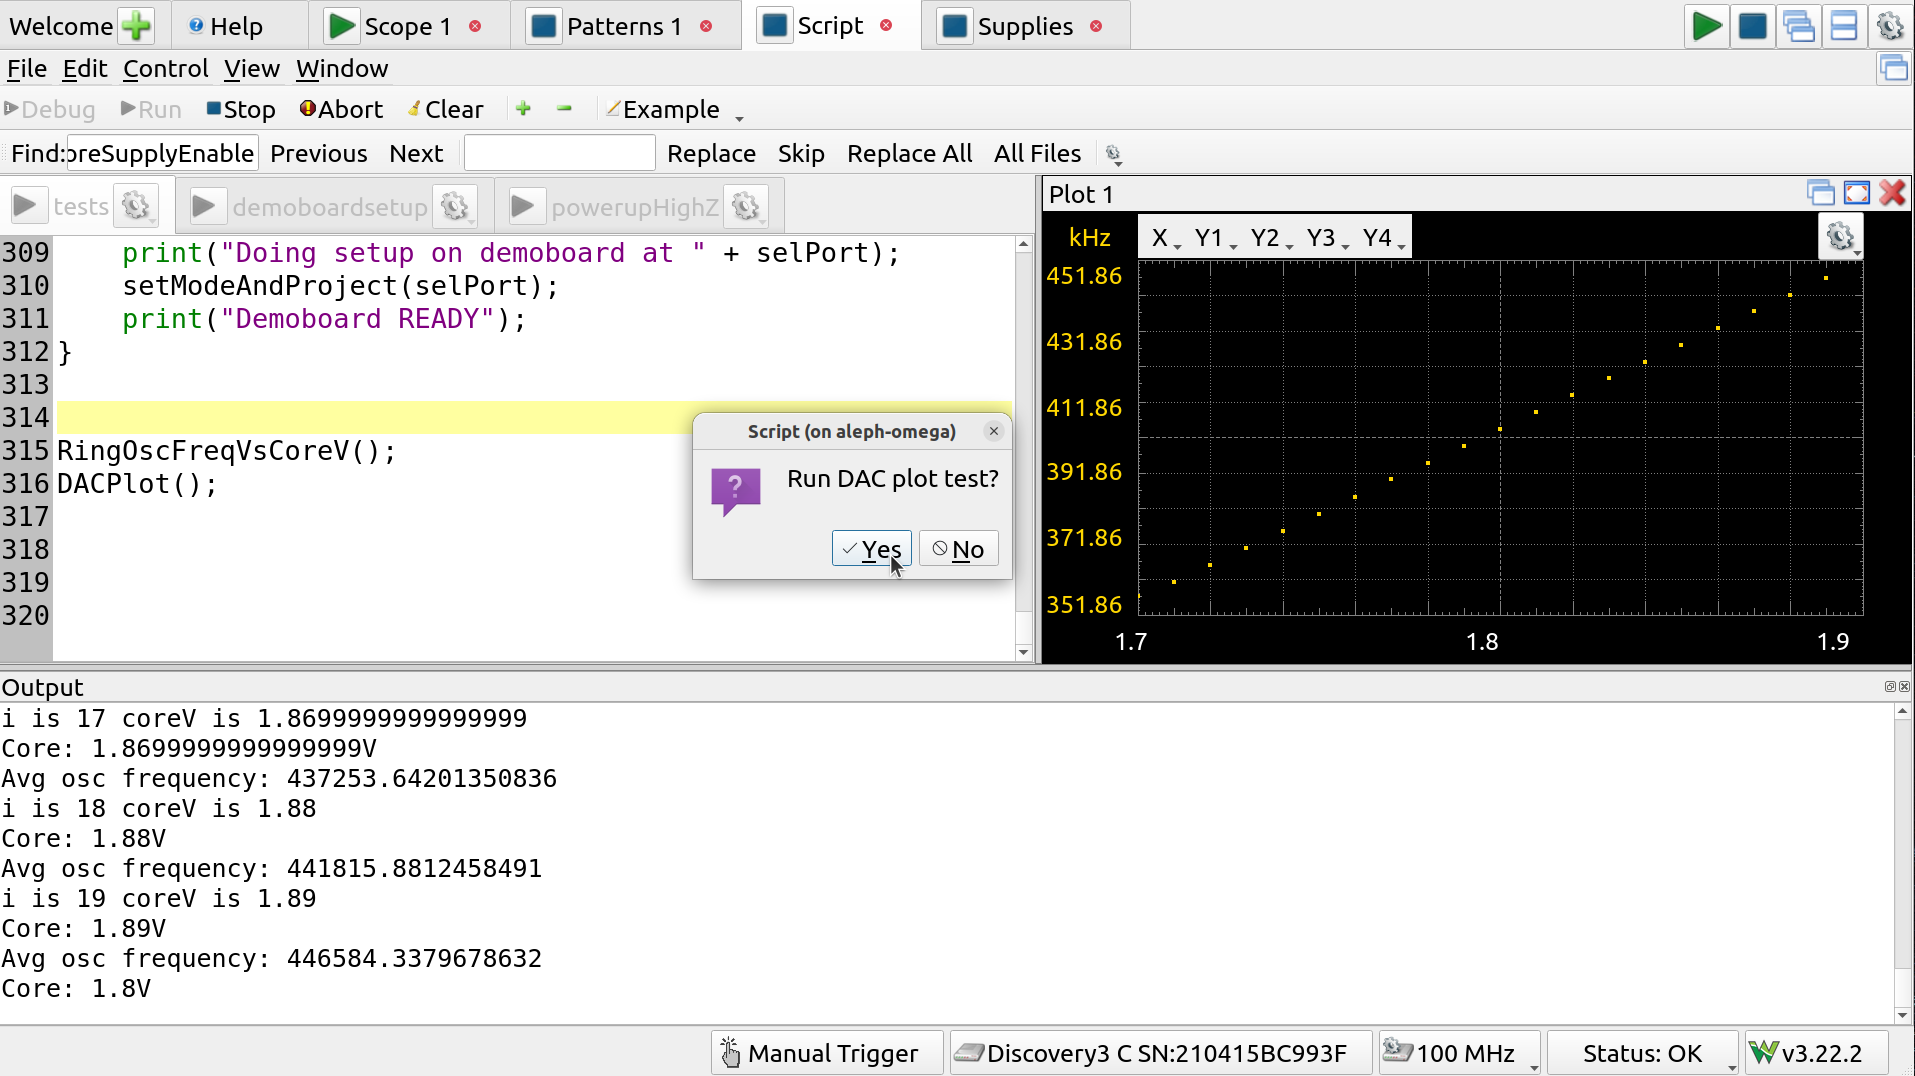 Welcome Help Scope 1 Patterns 1 Script Supplies
File Edit Control View Window
Debug Run Stop Abort Clear Example
Find: oreSupplyEnable Previous Next Replace Skip Replace All All Files
tests demoboardsetup powerupHighZ
309 print("Doing setup on demoboard at " + selPort);
310 setModeAndProject(selPort);
311 print("Demoboard READY");
312 }
313
314
315 RingOscFreqVsCoreV();
316 DACPlot();
317
318
319
320
Script (on aleph-omega)
Run DAC plot test?
Yes No
Plot 1
kHz X Y1 Y2 Y3 Y4
451.86
431.86
411.86
391.86
371.86
351.86
1.7 1.8 1.9
Output
i is 17 coreV is 1.8699999999999999
Core: 1.8699999999999999V
Avg osc frequency: 437253.64201350836
i is 18 coreV is 1.88
Core: 1.88V
Avg osc frequency: 441815.8812458491
i is 19 coreV is 1.89
Core: 1.89V
Avg osc frequency: 446584.3379678632
Core: 1.8V
Manual Trigger Discovery3 C SN:210415BC993F 100 MHz Status: OK v3.22.2